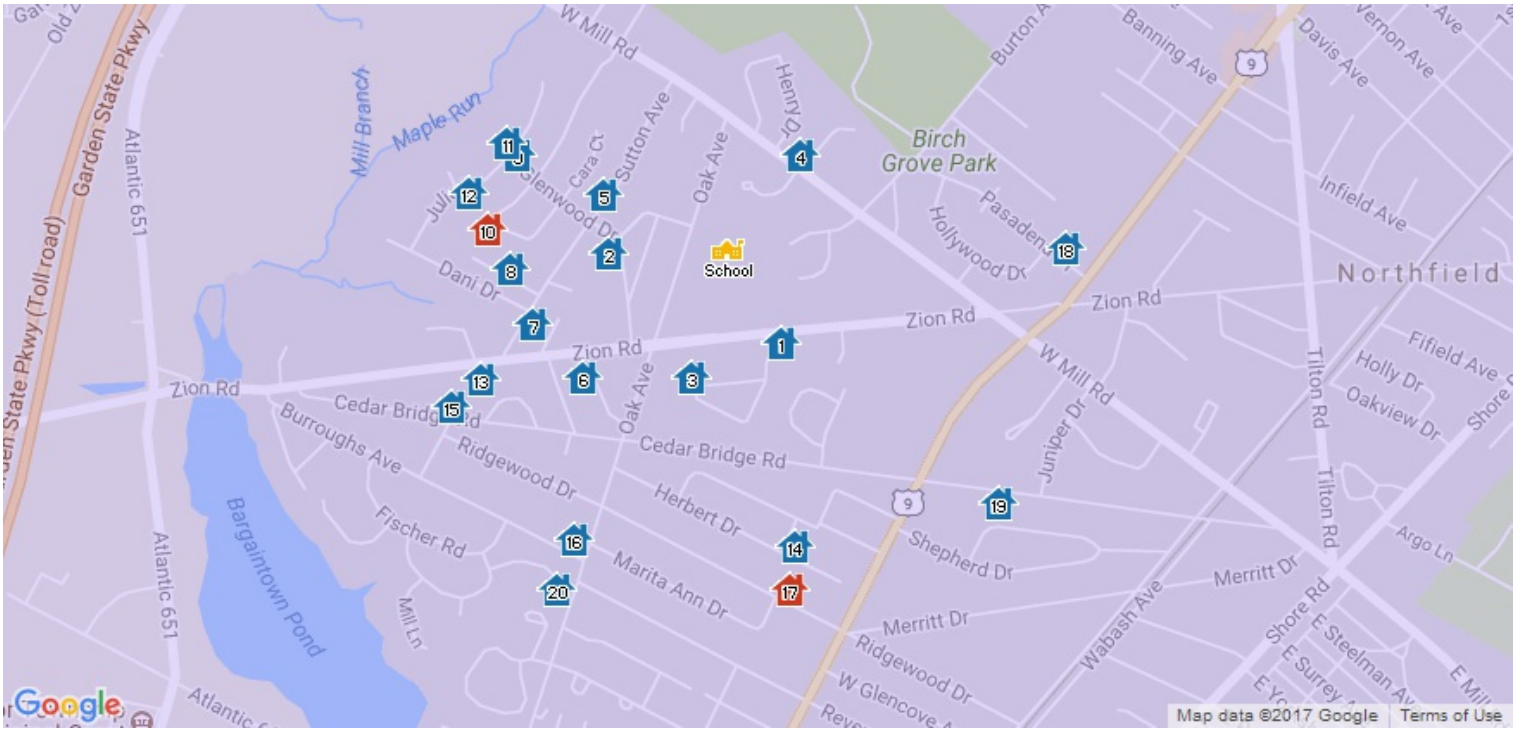 W Mill Rd
Burton A
Banning Ave
9
Davis Ave
Vernon Ave
Ave
Garden State Pkwy
Atlantic 651
Mill Branch
Maple Run
Cara Ct
Sutton Ave
Oak Ave
Henry Dr
Birch
Grove Park
11
4
12
Glenwood Dr
5
10
2
8
School
Pasadena
Hollywood Dr
18
Infield Ave
Northfield
Dani Dr
7
Zion Rd
1
Zion Rd
Zion Rd
Zion Rd
13
6
3
15
Cedar Bridge Rd
Oak Ave
W Mill Rd
Tilton Rd
Fifield Ave
Holly Dr
Oakview Dr
Shore
Burroughs Ave
Ridgewood Dr
Cedar Bridge Rd
Juniper Dr
Herbert Dr
9
19
Tilton Rd
Argo Ln
Garden State Pkwy (Toll road)
Bargaintown Pond
Fischer Rd
16
14
Shepherd Dr
Merritt Dr
Atlantic 651
20
Marita Ann Dr
17
Merritt Dr
Wabash Ave
Shore Rd
Mill Ln
Ridgewood Dr
E Steelman Ave
E Surrey Ave
W Glencove A
Atlantic
Google
Map data ©2017 Google
Terms of Use